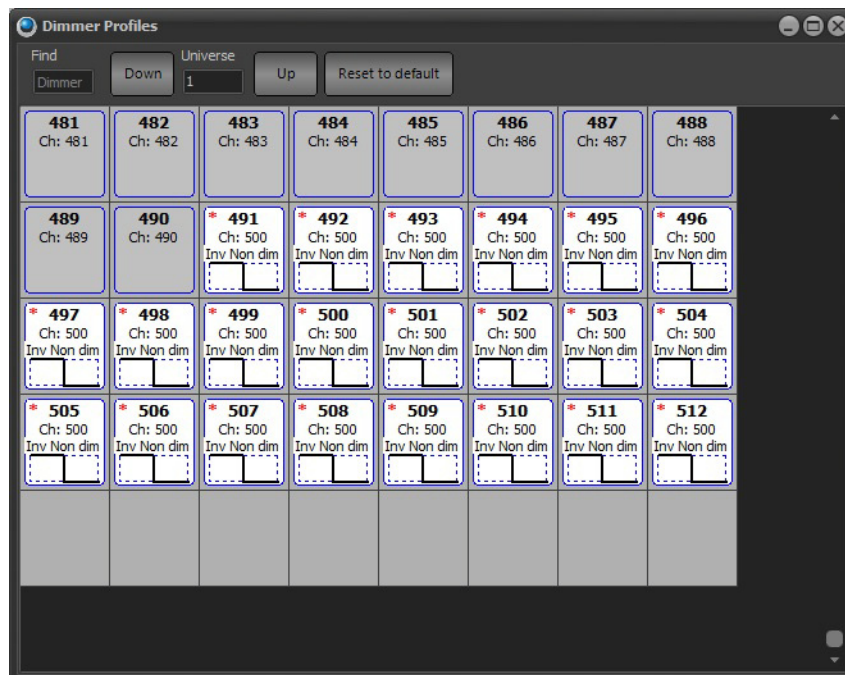 Dimmer Profiles
Find
Universe
Dimmer
Down
1
Up
Reset to default
481 482 483 484 485 486 487 488
Ch: 481 Ch: 482 Ch: 483 Ch: 484 Ch: 485 Ch: 486 Ch: 487 Ch: 488
489 490 * 491 * 492 * 493 * 494 * 495 * 496
Ch: 489 Ch: 490 Ch: 500 Ch: 500 Ch: 500 Ch: 500 Ch: 500 Ch: 500
Inv Non dim Inv Non dim Inv Non dim Inv Non dim Inv Non dim Inv Non dim
* 497 * 498 * 499 * 500 * 501 * 502 * 503 * 504
Ch: 500 Ch: 500 Ch: 500 Ch: 500 Ch: 500 Ch: 500 Ch: 500 Ch: 500
Inv Non dim Inv Non dim Inv Non dim Inv Non dim Inv Non dim Inv Non dim Inv Non dim Inv Non dim
* 505 * 506 * 507 * 508 * 509 * 510 * 511 * 512
Ch: 500 Ch: 500 Ch: 500 Ch: 500 Ch: 500 Ch: 500 Ch: 500 Ch: 500
Inv Non dim Inv Non dim Inv Non dim Inv Non dim Inv Non dim Inv Non dim Inv Non dim Inv Non dim